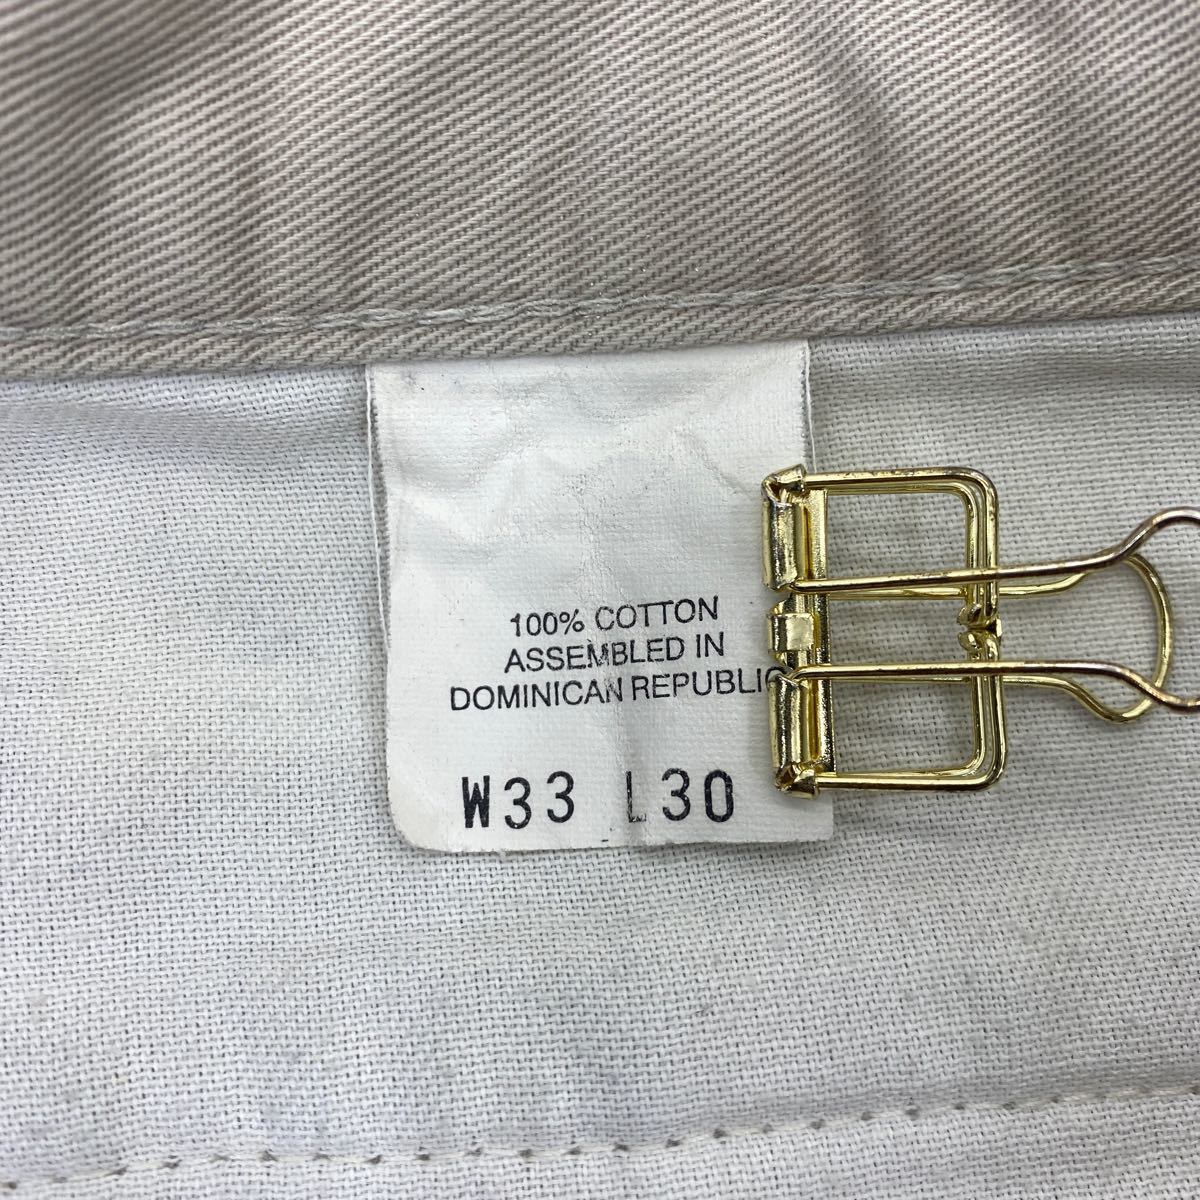 100% COTTON
ASSEMBLED IN
DOMINICAN REPUBLIC
W33 L30